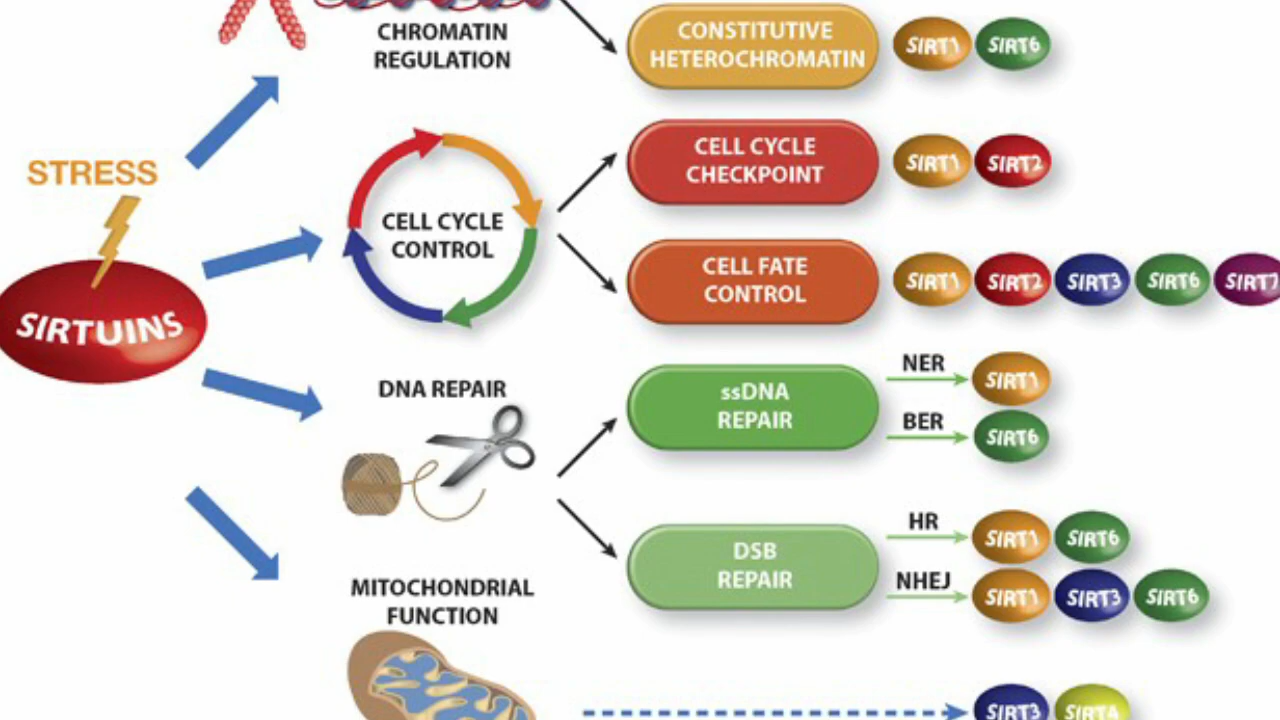 CHROMATIN
REGULATION
CONSTITUTIVE
HETEROCHROMATIN
SIRT1
SIRT6
STRESS
SIRTUINS
CELL CYCLE
CONTROL
CELL CYCLE
CHECKPOINT
SIRT1
SIRT2
CELL FATE
CONTROL
SIRT1
SIRT2
SIRT3
SIRT6
SIRT7
DNA REPAIR
ssDNA
REPAIR
NER
SIRT1
BER
SIRT6
DSB
REPAIR
HR
SIRT1
SIRT6
NHEJ
SIRT1
SIRT3
SIRT6
MITOCHONDRIAL
FUNCTION
SIRT3
SIRT4